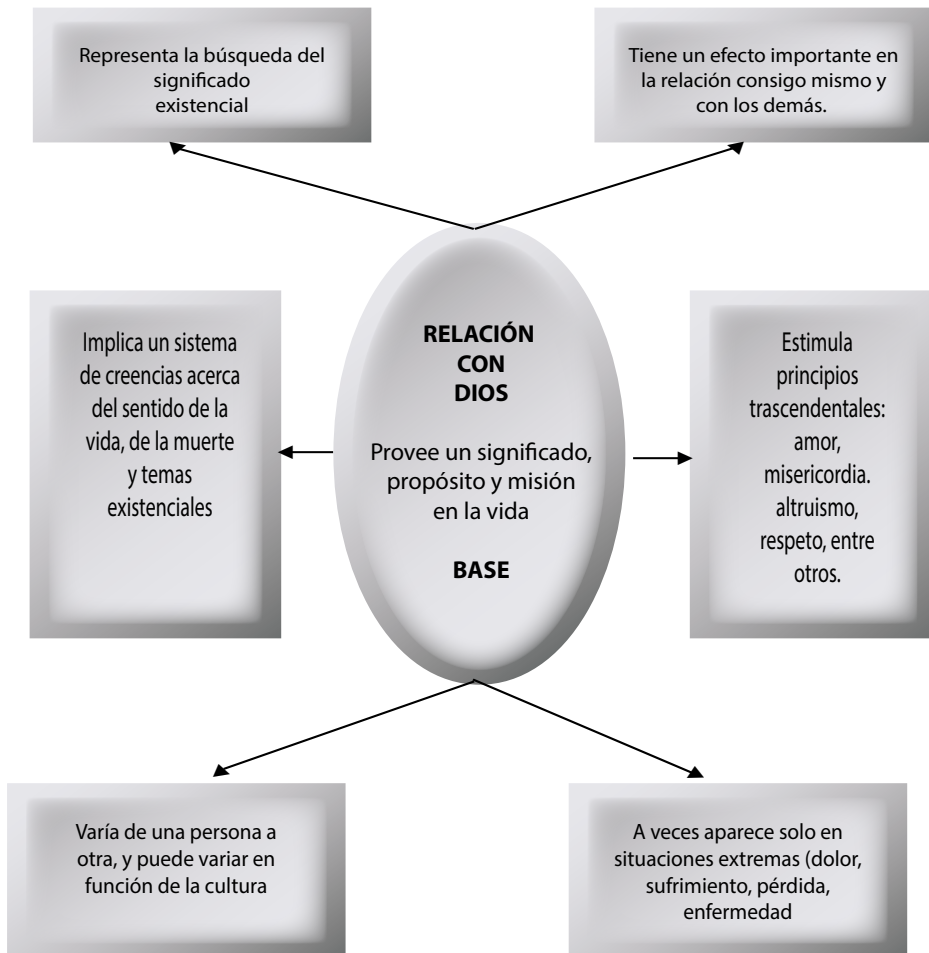 Representa la búsqueda del
significado
existencial
Tiene un efecto importante en
la relación consigo mismo y
con los demás.
Implica un sistema
de creencias acerca
del sentido de la
vida, de la muerte
y temas
existenciales
RELACIÓN
CON
DIOS
Provee un significado,
propósito y misión
en la vida
BASE
Estimula
principios
trascendentales:
amor,
misericordia.
altruismo,
respeto, entre
otros.
Varía de una persona a
otra, y puede variar en
función de la cultura
A veces aparece solo en
situaciones extremas (dolor,
sufrimiento, pérdida,
enfermedad